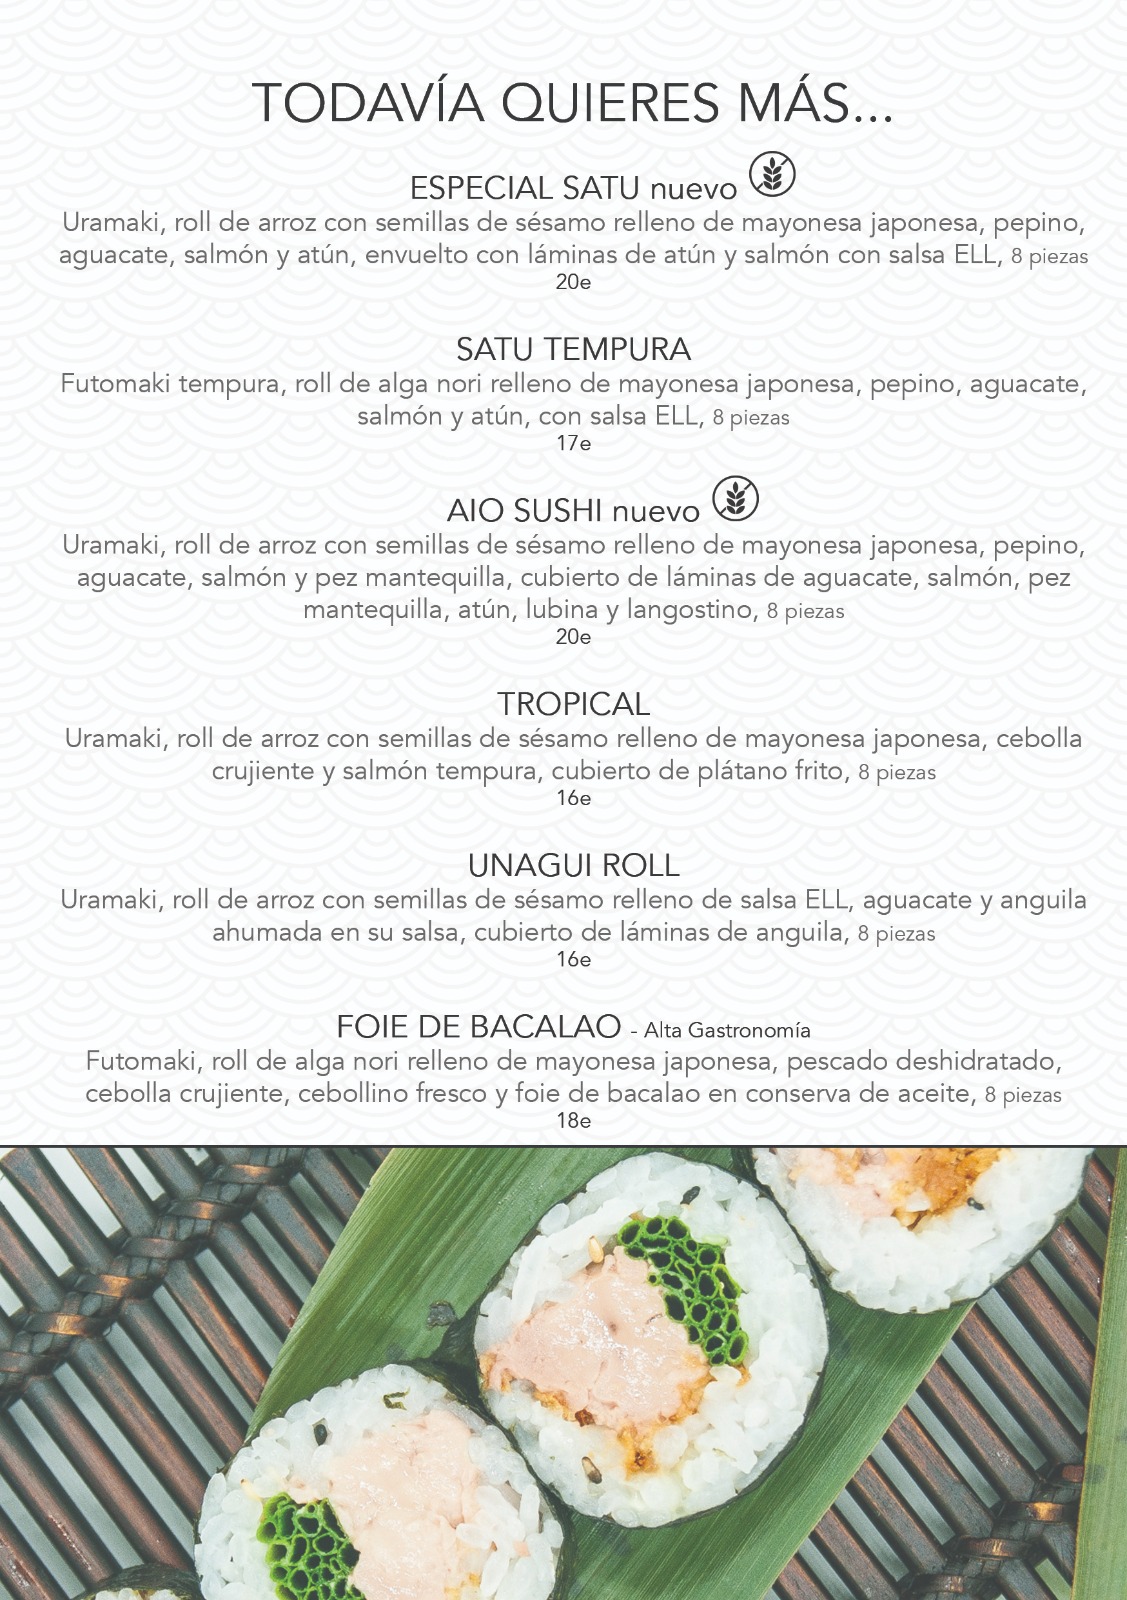 TODAVÍA QUIERES MÁS...
ESPECIAL SATU nuevo
Uramaki, roll de arroz con semillas de sésamo relleno de mayonesa japonesa, pepino,
aguacate, salmón y atún, envuelto con láminas de atún y salmón con salsa ELL, 8 piezas
20e
SATU TEMPURA
Futomaki tempura, roll de alga nori relleno de mayonesa japonesa, pepino, aguacate,
salmón y atún, con salsa ELL, 8 piezas
17e
AIO SUSHI nuevo
Uramaki, roll de arroz con semillas de sésamo relleno de mayonesa japonesa, pepino,
aguacate, salmón y pez mantequilla, cubierto de láminas de aguacate, salmón, pez
mantequilla, atún, lubina y langostino, 8 piezas
20e
TROPICAL
Uramaki, roll de arroz con semillas de sésamo relleno de mayonesa japonesa, cebolla
crujiente y salmón tempura, cubierto de plátano frito, 8 piezas
16e
UNAGUI ROLL
Uramaki, roll de arroz con semillas de sésamo relleno de salsa ELL, aguacate y anguila
ahumada en su salsa, cubierto de láminas de anguila, 8 piezas
16e
FOIE DE BACALAO - Alta Gastronomía
Futomaki, roll de alga nori relleno de mayonesa japonesa, pescado deshidratado,
cebolla crujiente, cebollino fresco y foie de bacalao en conserva de aceite, 8 piezas
18e